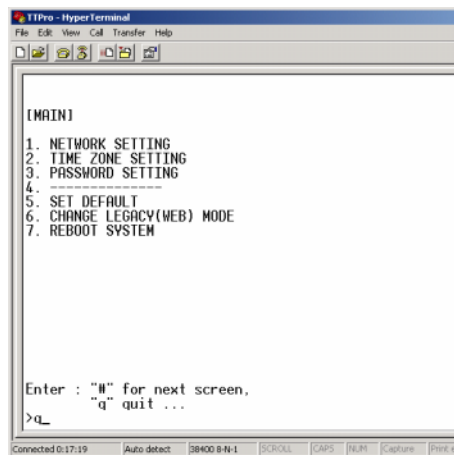 TTPro - HyperTerminal
File Edit View Call Transfer Help
[MAIN]
1. NETWORK SETTING
2. TIME ZONE SETTING
3. PASSWORD SETTING
4. --------------
5. SET DEFAULT
6. CHANGE LEGACY(WEB) MODE
7. REBOOT SYSTEM
Enter : "#" for next screen,
"q" quit ...
>q_
Connected 0:17:19 Auto detect 38400 8-N-1 SCROLL CAPS NUM Capture Print